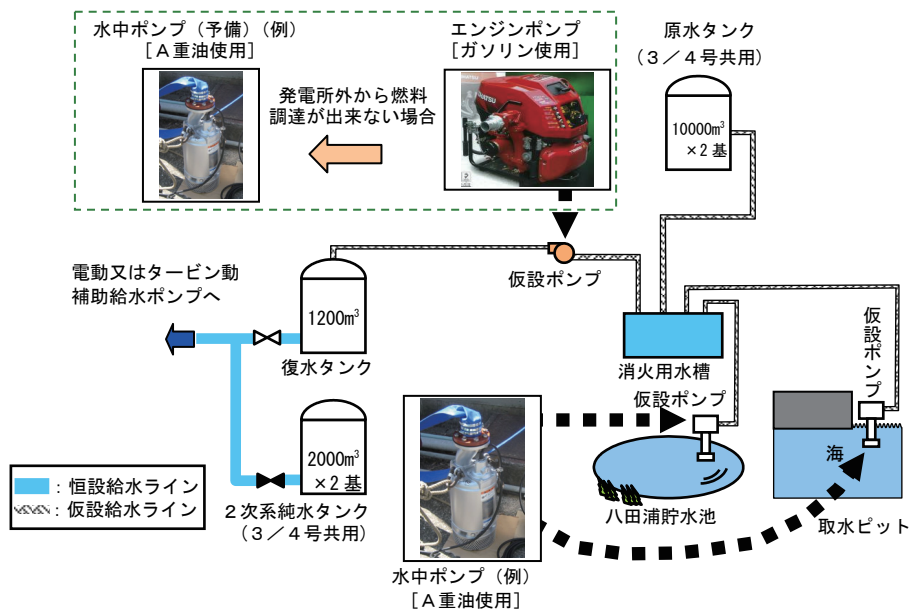 水中ポンプ（予備）（例）
［A重油使用］
エンジンポンプ
［ガソリン使用］
発電所外から燃料
調達が出来ない場合
原水タンク
（3／4号共用）
10000m³
×2基
仮設ポンプ
電動又はタービン動
補助給水ポンプへ
1200m³
復水タンク
消火用水槽
仮設ポンプ
仮設ポンプ
2000m³
×2基
2次系純水タンク
（3／4号共用）
海
八田浦貯水池
取水ピット
：恒設給水ライン
：仮設給水ライン
水中ポンプ（例）
［A重油使用］